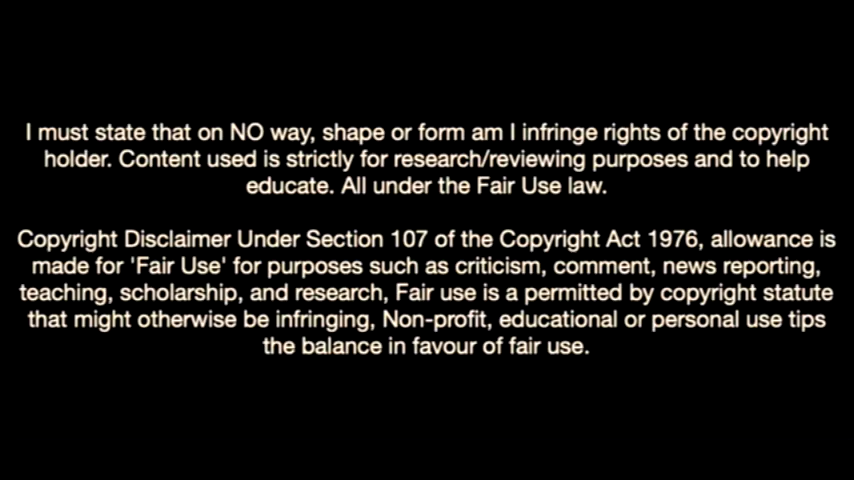 I must state that on NO way, shape or form am I infringe rights of the copyright
holder. Content used is strictly for research/reviewing purposes and to help
educate. All under the Fair Use law.
Copyright Disclaimer Under Section 107 of the Copyright Act 1976, allowance is
made for 'Fair Use' for purposes such as criticism, comment, news reporting,
teaching, scholarship, and research, Fair use is a permitted by copyright statute
that might otherwise be infringing, Non-profit, educational or personal use tips
the balance in favour of fair use.